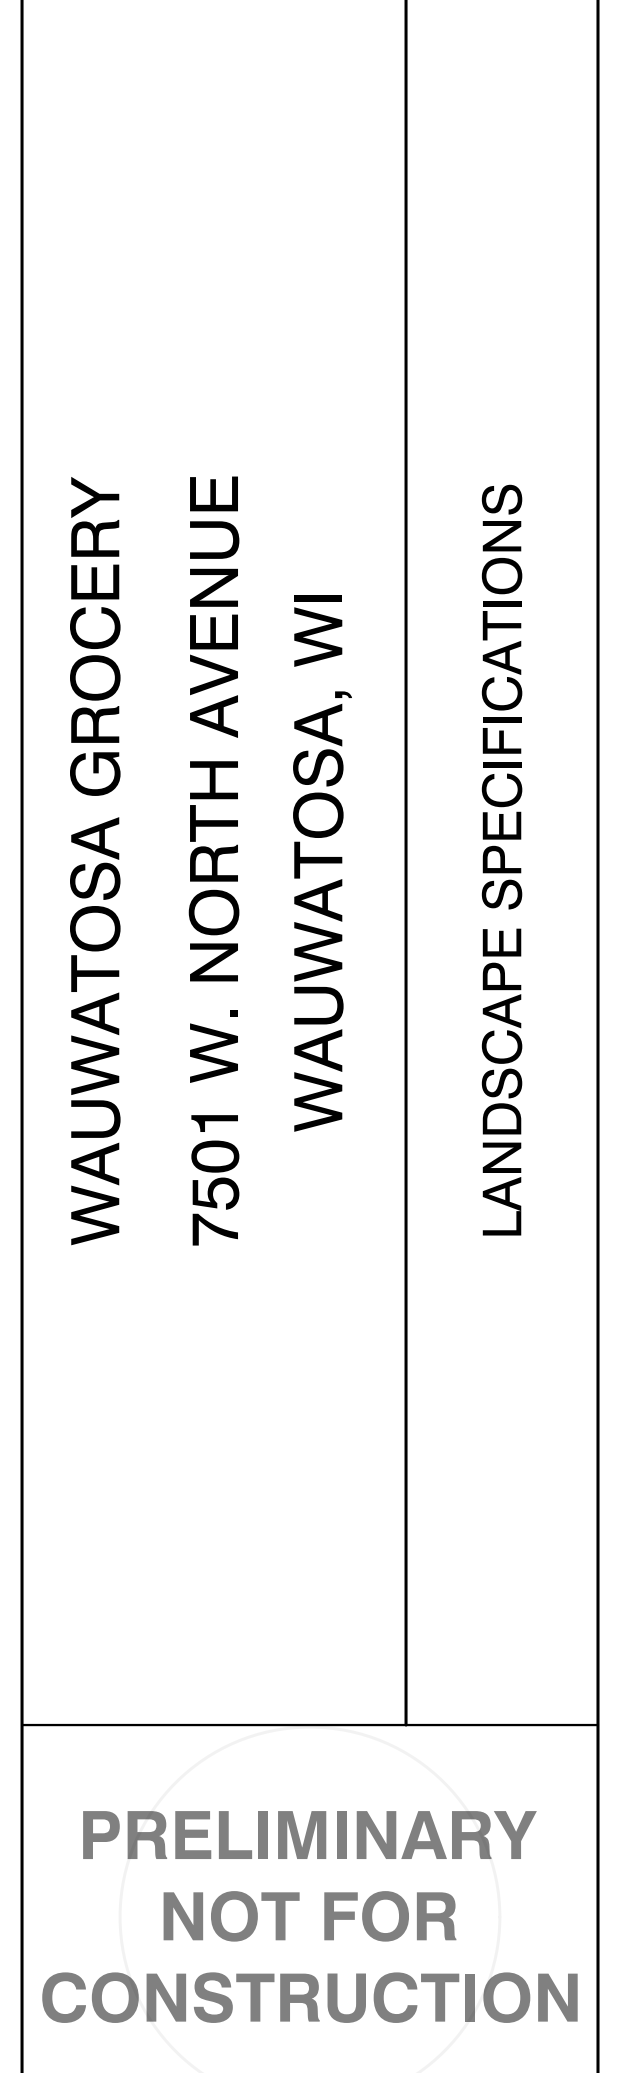 WAUWATOSA GROCERY
7501 W. NORTH AVENUE
WAUWATOSA, WI
LANDSCAPE SPECIFICATIONS
PRELIMINARY
NOT FOR
CONSTRUCTION